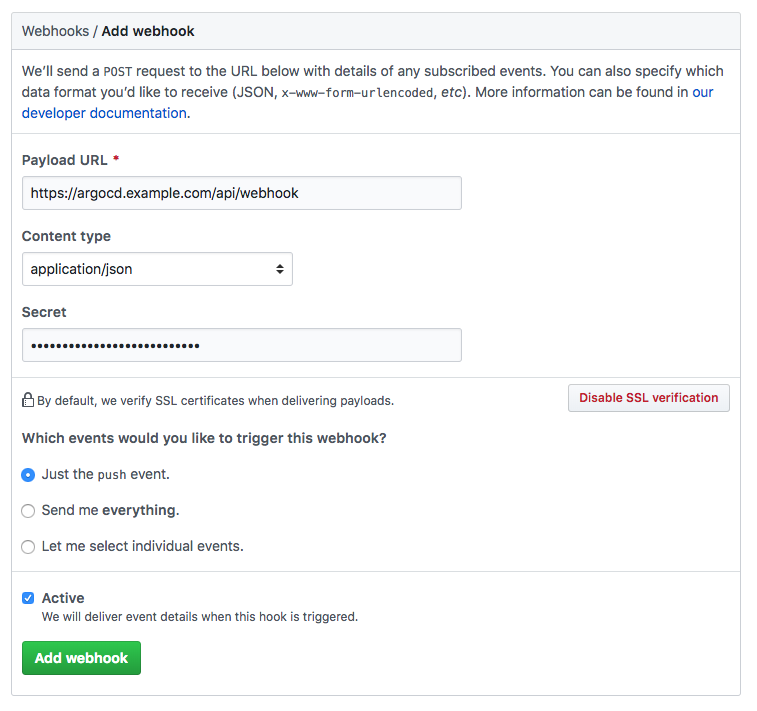 Webhooks / Add webhook
We’ll send a POST request to the URL below with details of any subscribed events. You can also specify which
data format you’d like to receive (JSON, x-www-form-urlencoded, etc). More information can be found in our
developer documentation.
Payload URL *
https://argocd.example.com/api/webhook
Content type
application/json
Secret
•••••••••••••••••••••••••••
By default, we verify SSL certificates when delivering payloads.
Disable SSL verification
Which events would you like to trigger this webhook?
Just the push event.
Send me everything.
Let me select individual events.
Active
We will deliver event details when this hook is triggered.
Add webhook